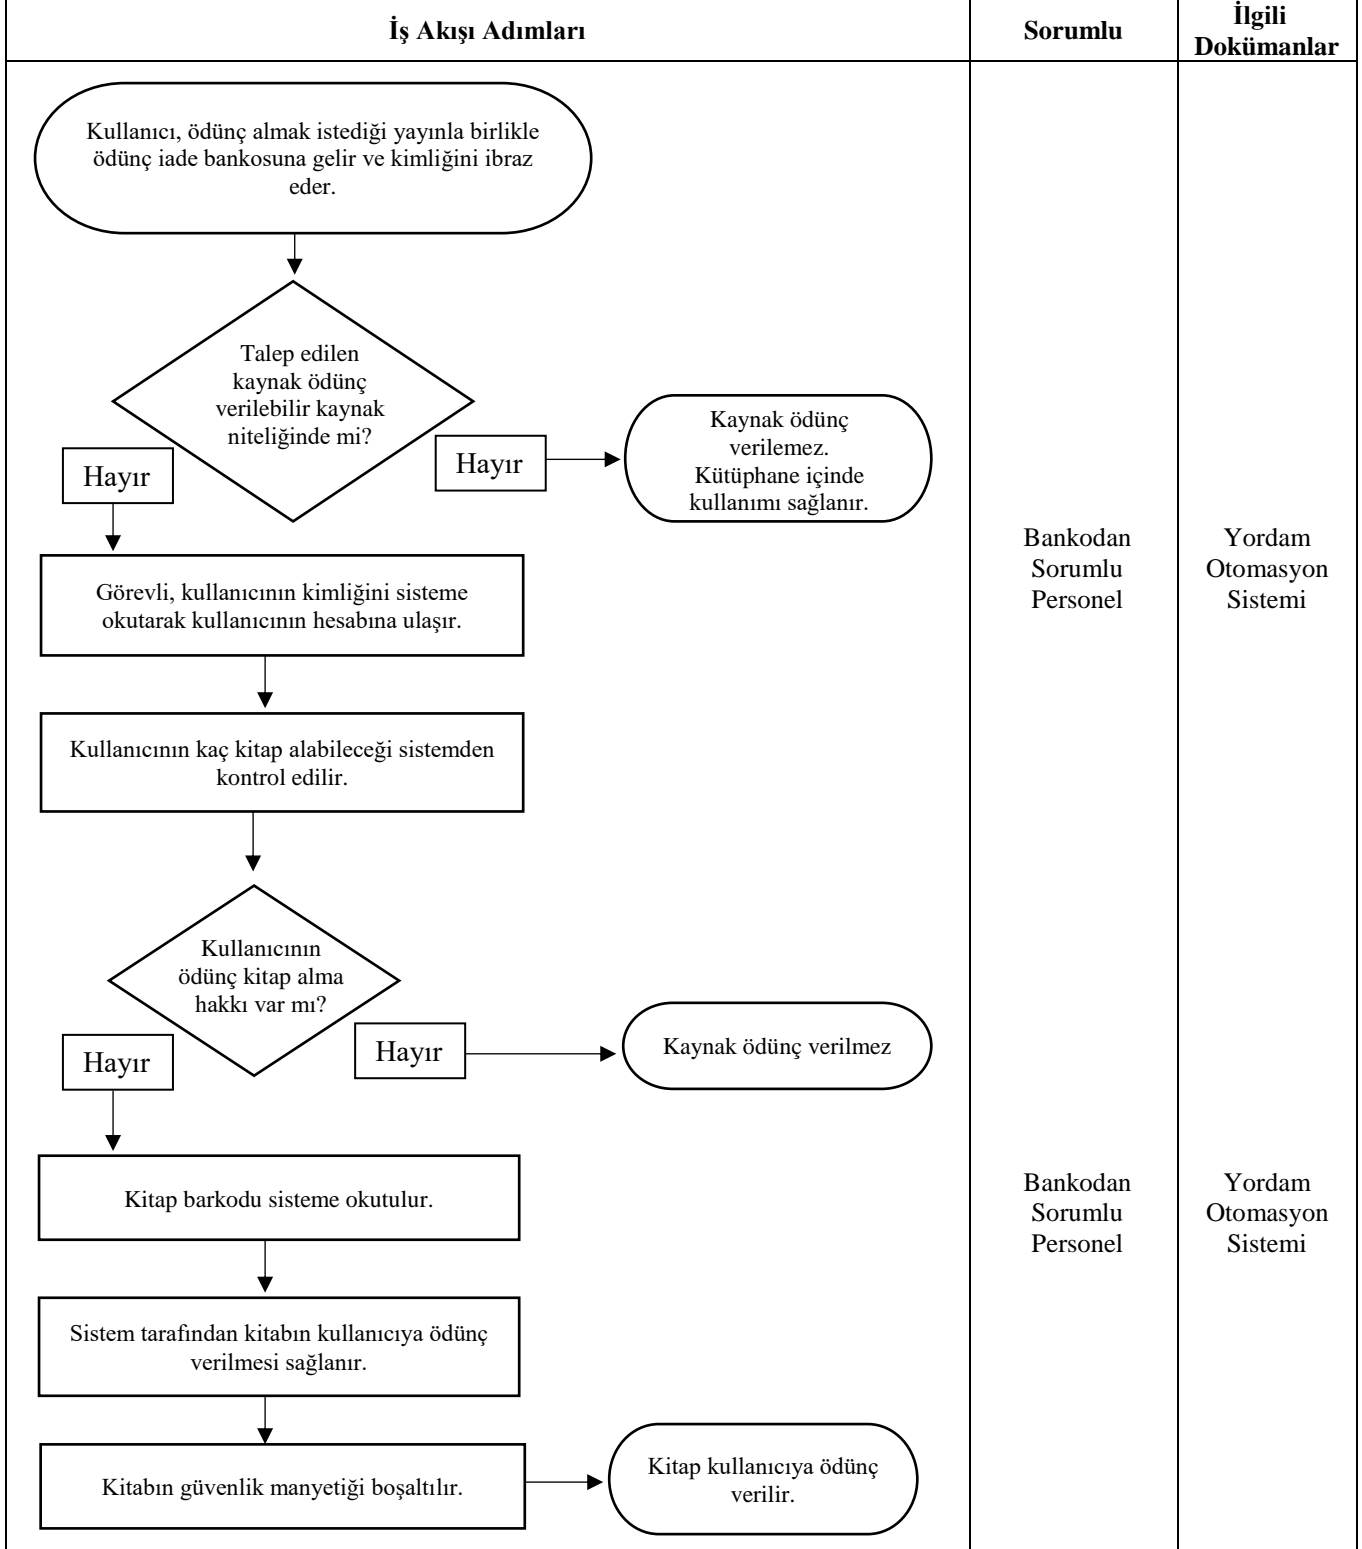 İş Akışı Adımları
Sorumlu
İlgili
Dokümanlar
Kullanıcı, ödünç almak istediği yayınla birlikte
ödünç iade bankosuna gelir ve kimliğini ibraz
eder.
Talep edilen
kaynak ödünç
verilebilir kaynak
niteliğinde mi?
Hayır
Hayır
Kaynak ödünç
verilemez.
Kütüphane içinde
kullanımı sağlanır.
Görevli, kullanıcının kimliğini sisteme
okutarak kullanıcının hesabına ulaşır.
Bankodan
Sorumlu
Personel
Yordam
Otomasyon
Sistemi
Kullanıcının kaç kitap alabileceği sistemden
kontrol edilir.
Kullanıcının
ödünç kitap alma
hakkı var mı?
Hayır
Hayır
Kaynak ödünç verilmez
Kitap barkodu sisteme okutulur.
Bankodan
Sorumlu
Personel
Yordam
Otomasyon
Sistemi
Sistem tarafından kitabın kullanıcıya ödünç
verilmesi sağlanır.
Kitabın güvenlik manyetiği boşaltılır.
Kitap kullanıcıya ödünç
verilir.